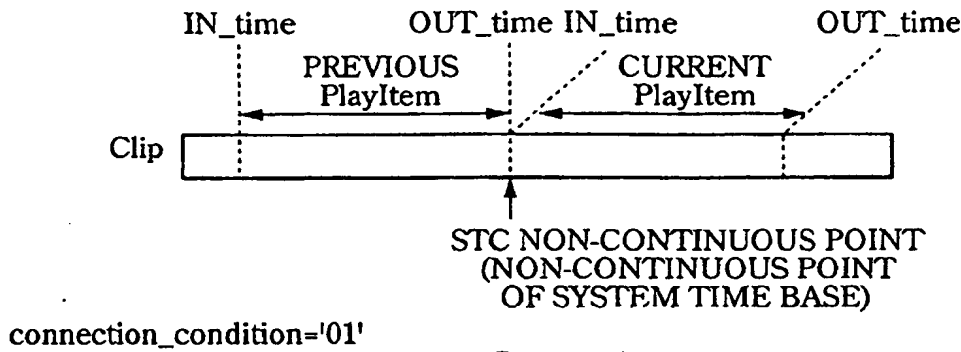 IN_time OUT_time IN_time OUT_time
PREVIOUS CURRENT
PlayItem PlayItem
Clip
STC NON-CONTINUOUS POINT
(NON-CONTINUOUS POINT
OF SYSTEM TIME BASE)
connection_condition='01'